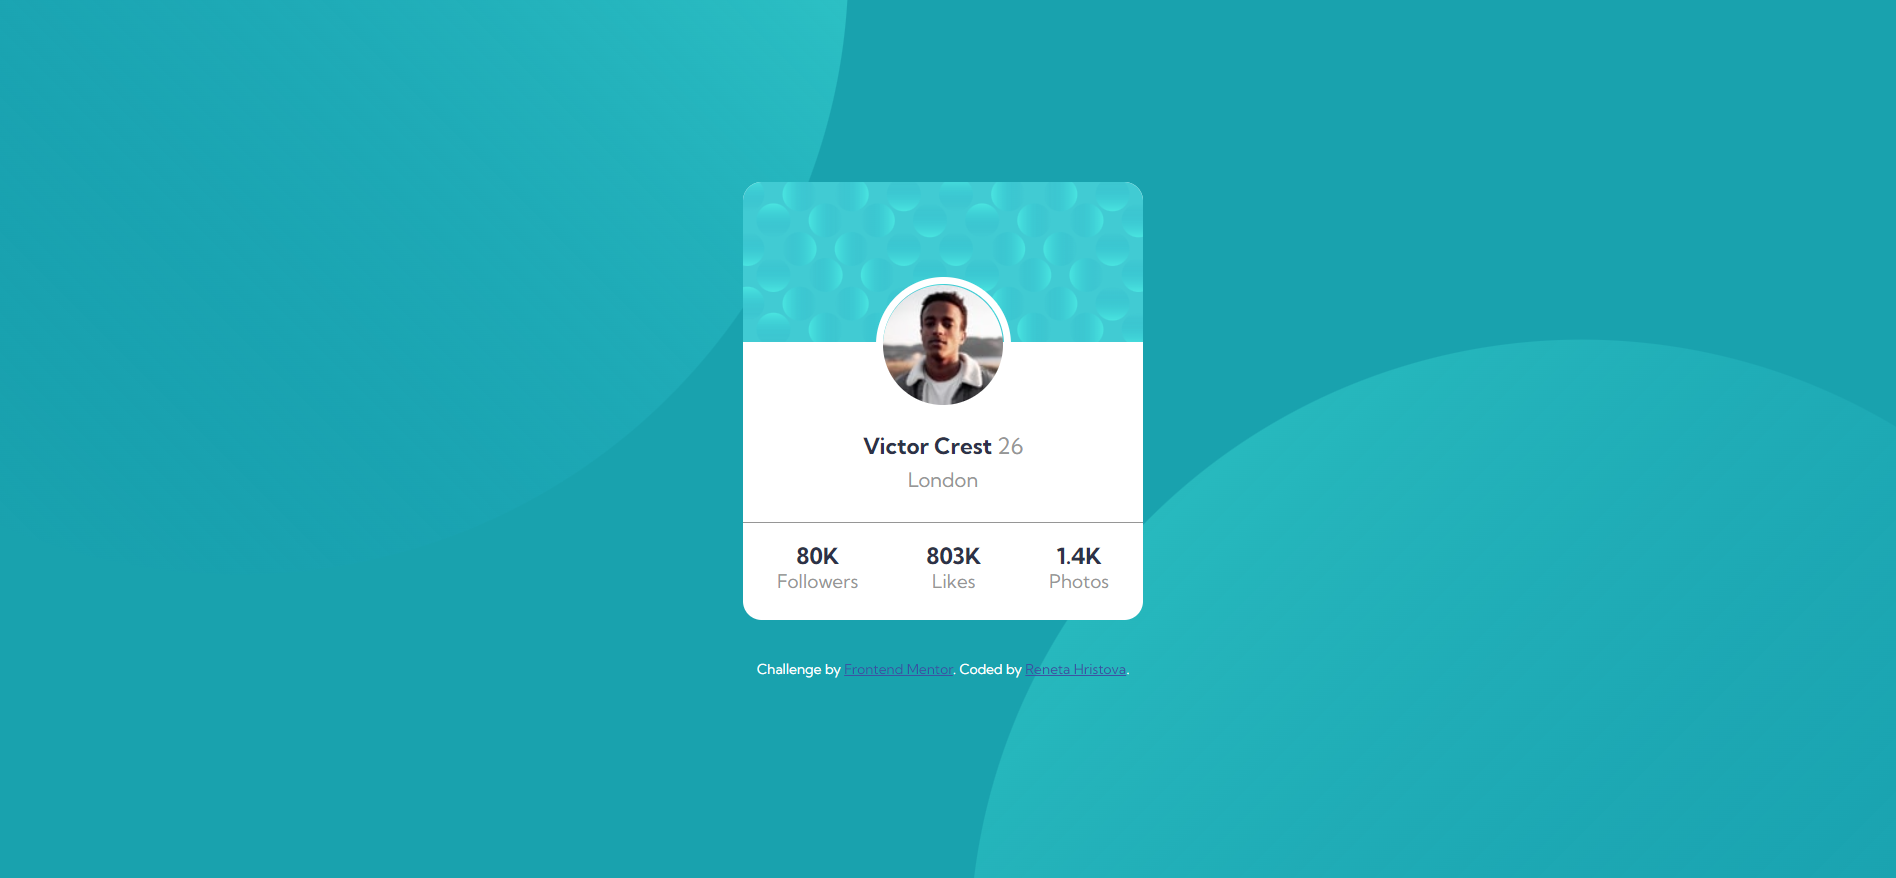 Victor Crest 26
London
80K 803K 1.4K
Followers Likes Photos
Challenge by Frontend Mentor. Coded by Reneta Hristova.